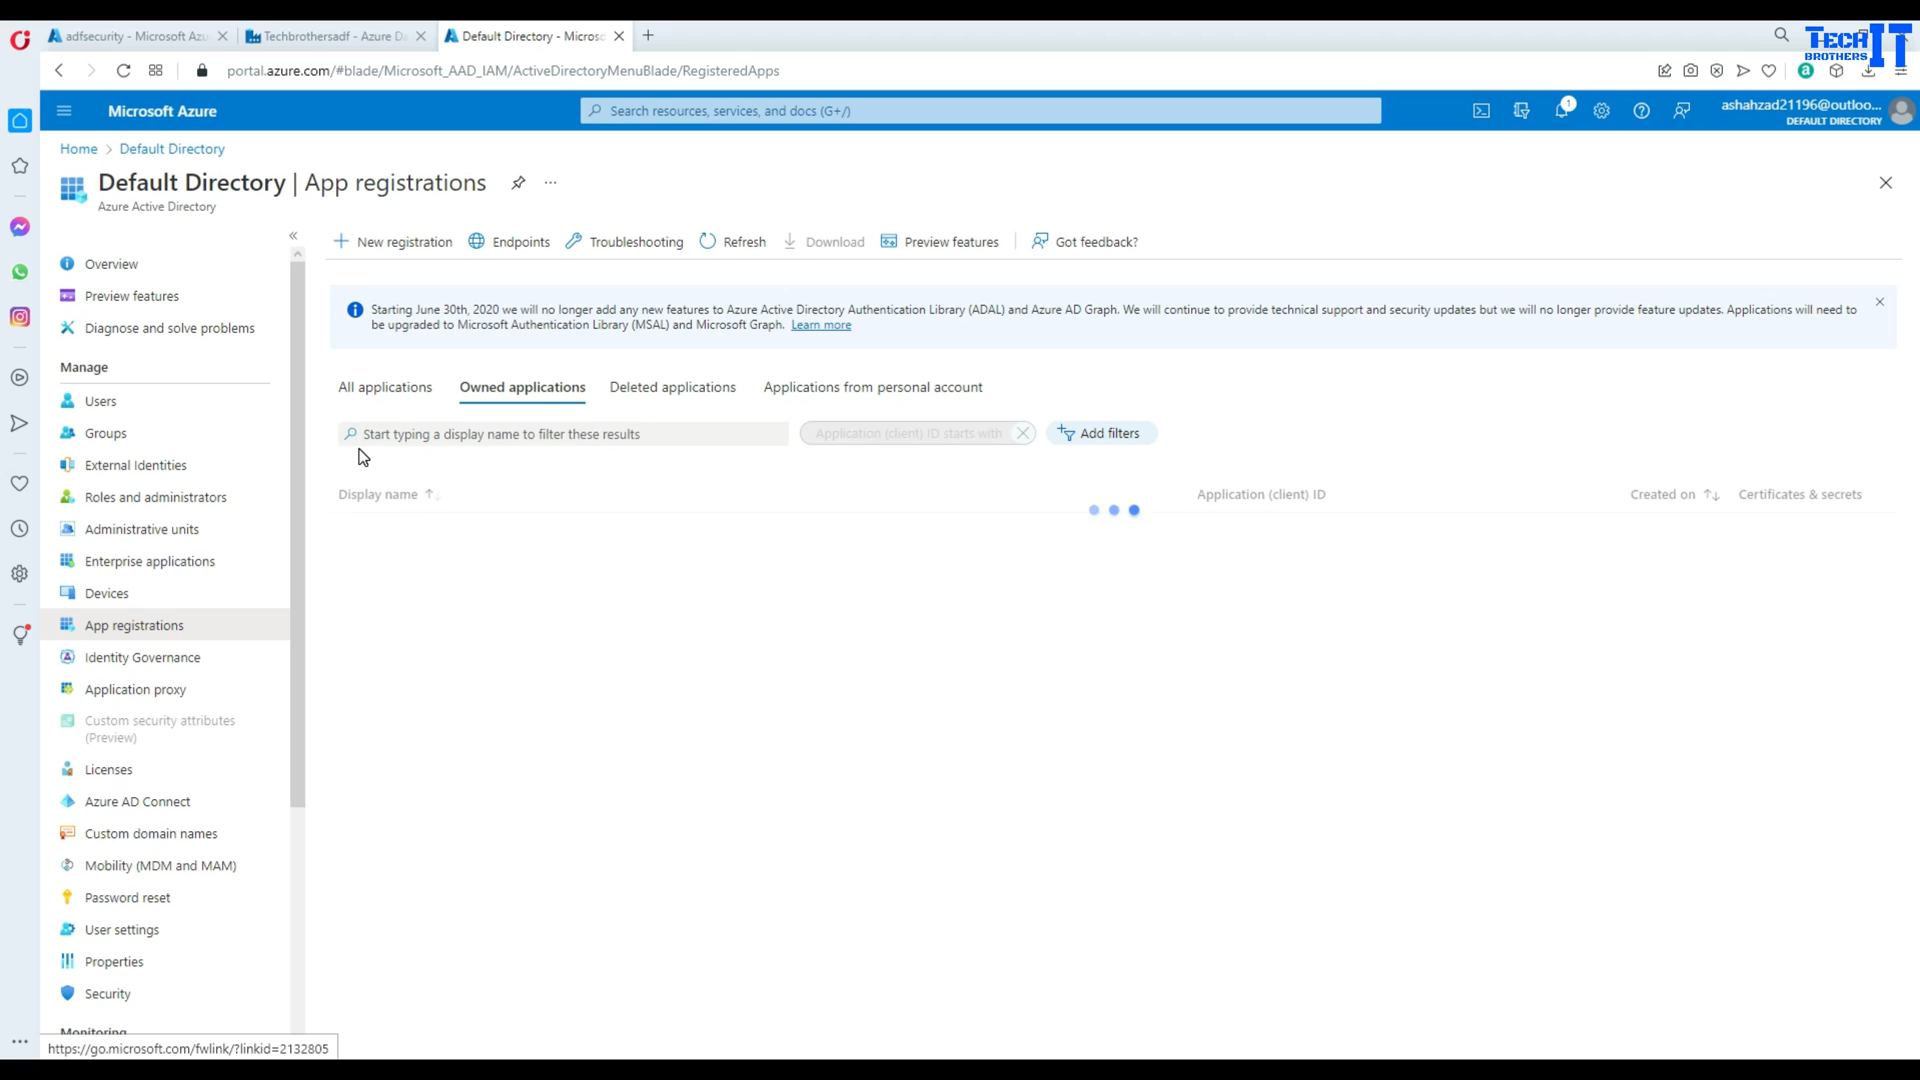 adfsecurity - Microsoft Azu
Techbrothersadf - Azure Da
Default Directory - Microso
TECH IT
BROTHERS
portal.azure.com/#blade/Microsoft_AAD_IAM/ActiveDirectoryMenuBlade/RegisteredApps
Microsoft Azure
Search resources, services, and docs (G+/)
1
ashahzad21196@outloo...
DEFAULT DIRECTORY
Home > Default Directory
Default Directory | App registrations
Azure Active Directory
New registration
Endpoints
Troubleshooting
Refresh
Download
Preview features
Got feedback?
Starting June 30th, 2020 we will no longer add any new features to Azure Active Directory Authentication Library (ADAL) and Azure AD Graph. We will continue to provide technical support and security updates but we will no longer provide feature updates. Applications will need to
be upgraded to Microsoft Authentication Library (MSAL) and Microsoft Graph. Learn more
All applications
Owned applications
Deleted applications
Applications from personal account
Start typing a display name to filter these results
Application (client) ID starts with
Add filters
Display name
Application (client) ID
Created on
Certificates & secrets
Overview
Preview features
Diagnose and solve problems
Manage
Users
Groups
External Identities
Roles and administrators
Administrative units
Enterprise applications
Devices
App registrations
Identity Governance
Application proxy
Custom security attributes
(Preview)
Licenses
Azure AD Connect
Custom domain names
Mobility (MDM and MAM)
Password reset
User settings
Properties
Security
Monitoring
https://go.microsoft.com/fwlink/?linkid=2132805